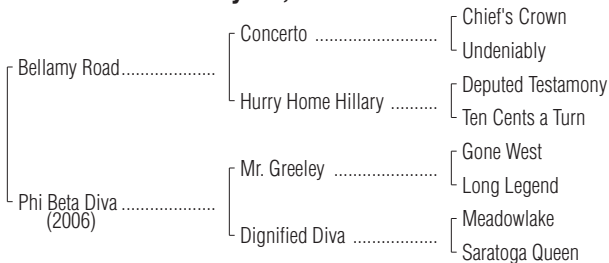 Chief's Crown
Concerto ....................
Undeniably
Bellamy Road....................
Deputed Testamony
Hurry Home Hillary ..........
Ten Cents a Turn
Gone West
Mr. Greeley .................
Long Legend
Phi Beta Diva ....................
(2006)
Meadowlake
Dignified Diva ................
Saratoga Queen